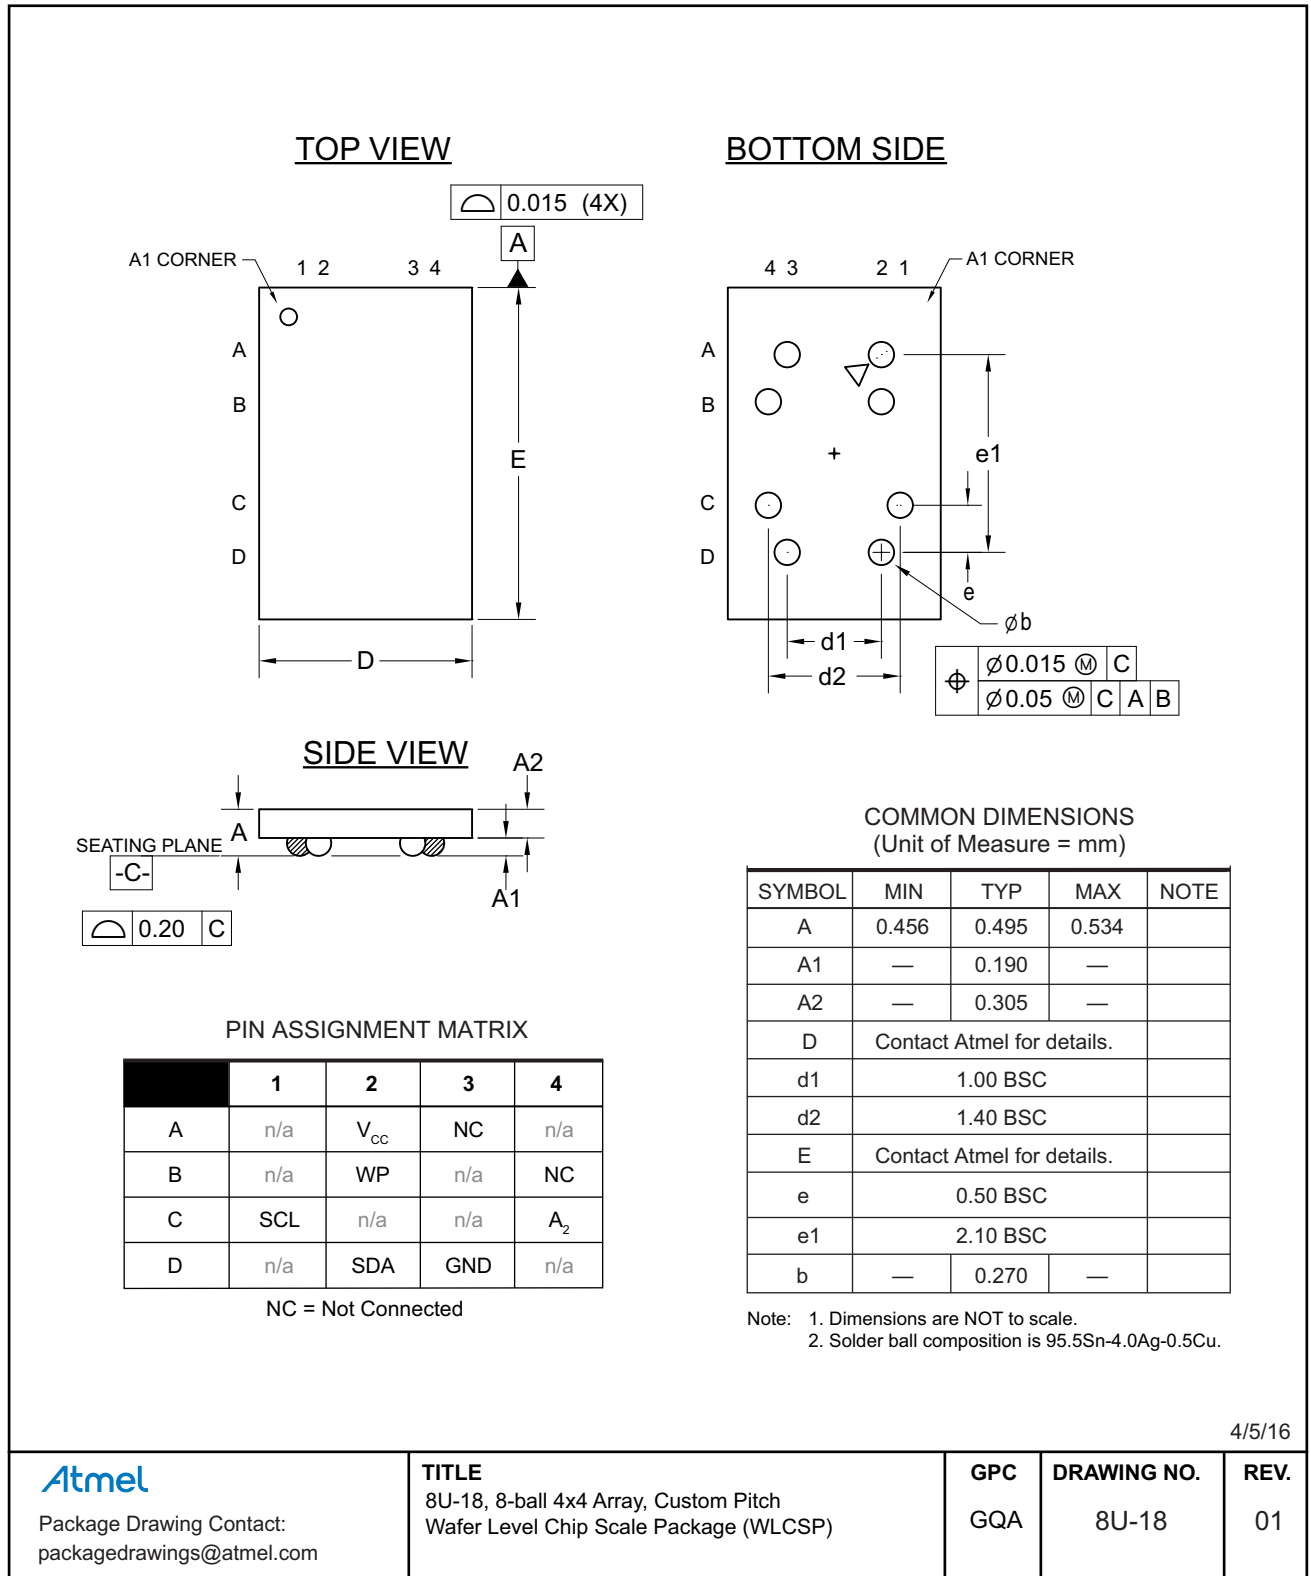 TOP VIEW
BOTTOM SIDE
0.015 (4X)
A
A1 CORNER
1 2 3 4
4 3 2 1
A1 CORNER
A
B
C
D
E
D
A
B
C
D
e1
e
d1
d2
Øb
Ø0.015 Ⓜ C
Ø0.05 Ⓜ C A B
SIDE VIEW
A2
A
SEATING PLANE
-C-
A1
0.20 C
COMMON DIMENSIONS
(Unit of Measure = mm)
SYMBOL MIN TYP MAX NOTE
A 0.456 0.495 0.534
A1 — 0.190 —
A2 — 0.305 —
D Contact Atmel for details.
d1 1.00 BSC
d2 1.40 BSC
E Contact Atmel for details.
e 0.50 BSC
e1 2.10 BSC
b — 0.270 —
Note: 1. Dimensions are NOT to scale.
2. Solder ball composition is 95.5Sn-4.0Ag-0.5Cu.
PIN ASSIGNMENT MATRIX
1 2 3 4
A n/a VCC NC n/a
B n/a WP n/a NC
C SCL n/a n/a A2
D n/a SDA GND n/a
NC = Not Connected
4/5/16
Atmel
Package Drawing Contact:
packagedrawings@atmel.com
TITLE
8U-18, 8-ball 4x4 Array, Custom Pitch
Wafer Level Chip Scale Package (WLCSP)
GPC
GQA
DRAWING NO.
8U-18
REV.
01